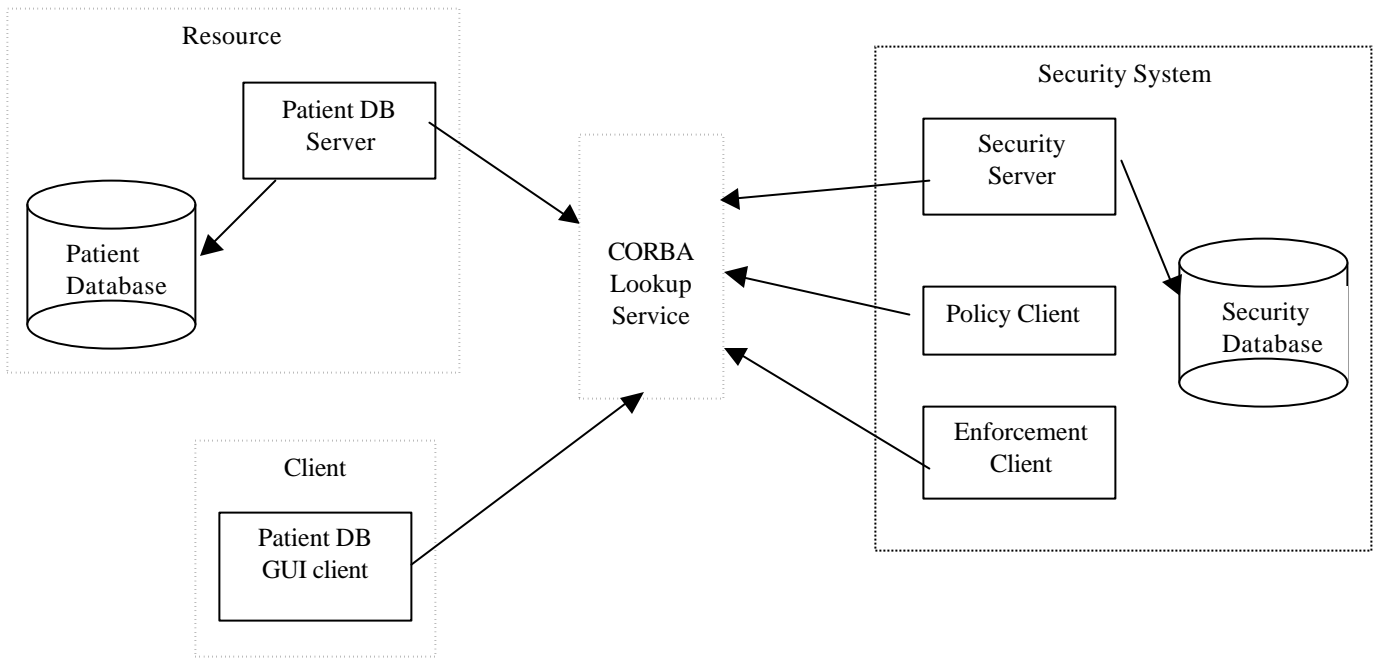 Resource
Patient DB
Server
Patient
Database
CORBA
Lookup
Service
Client
Patient DB
GUI client
Security System
Security
Server
Policy Client
Enforcement
Client
Security
Database